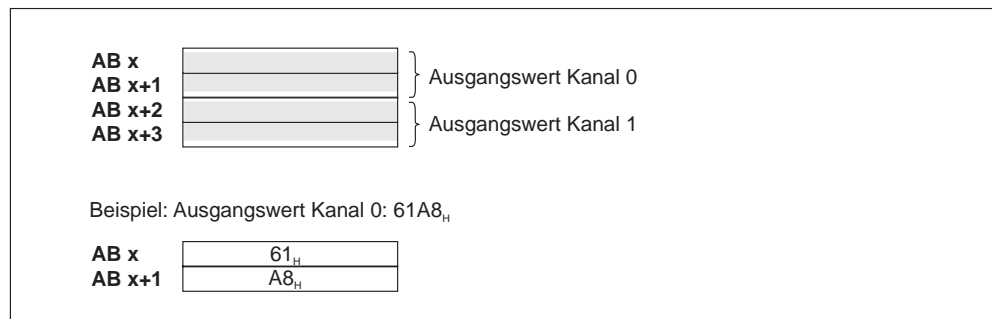 AB x
AB x+1
Ausgangswert Kanal 0
AB x+2
AB x+3
Ausgangswert Kanal 1
Beispiel: Ausgangswert Kanal 0: 61A8H
AB x 61H
AB x+1 A8H